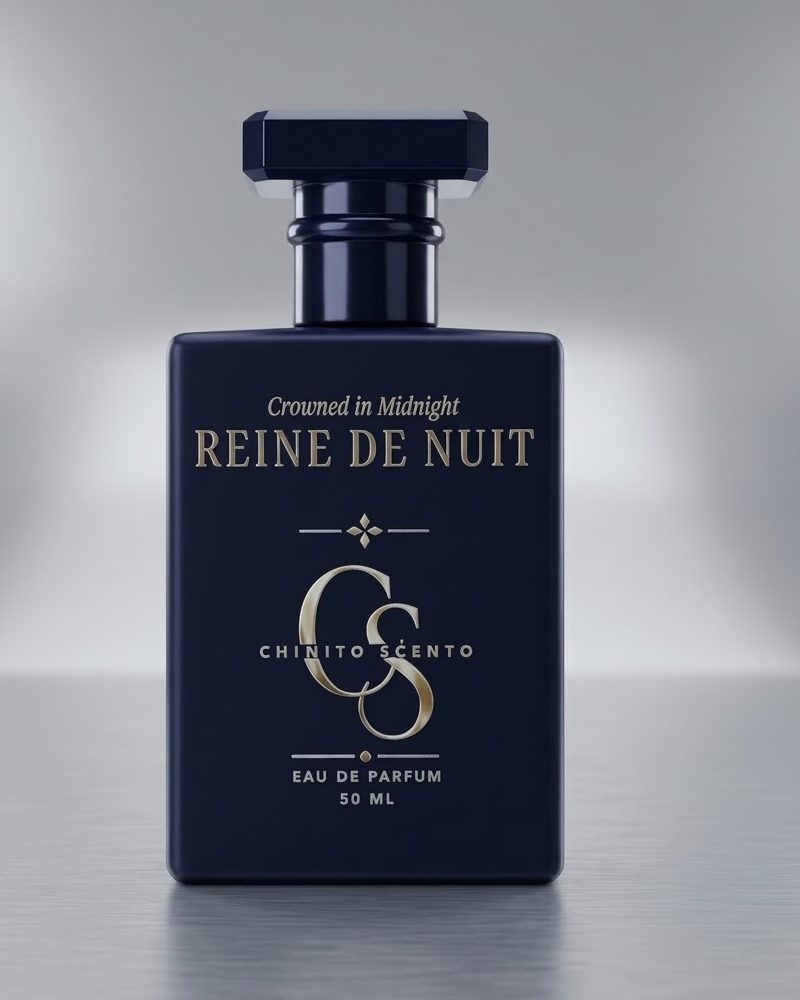 Crowned in Midnight
REINE DE NUIT
CS
CHINITO SCENTO
EAU DE PARFUM
50 ML